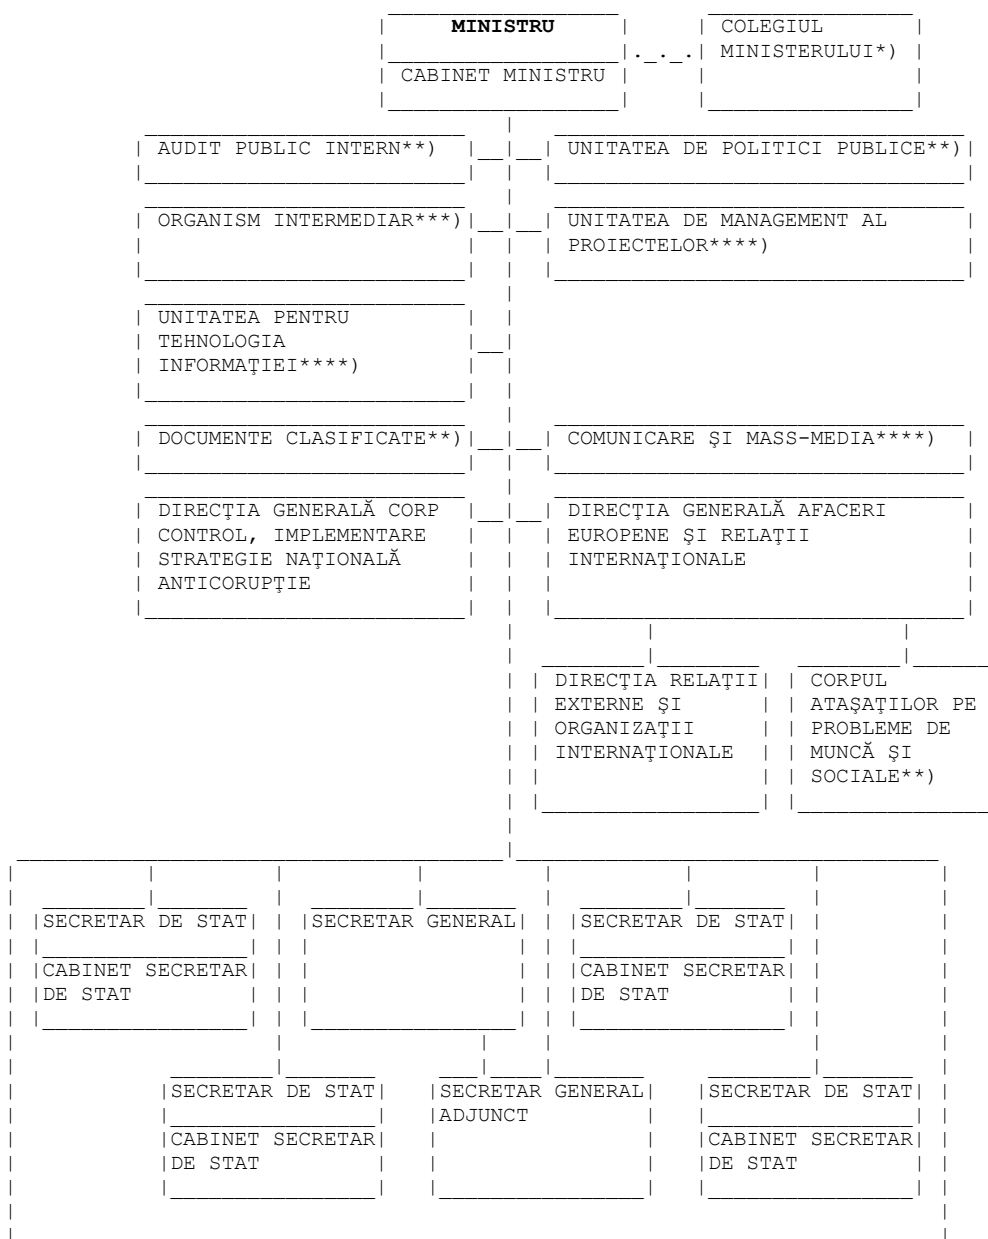 MINISTRU
CABINET MINISTRU
COLEGIUL
MINISTERULUI*)
AUDIT PUBLIC INTERN**)
UNITATEA DE POLITICI PUBLICE**)
ORGANISM INTERMEDIAR***)
UNITATEA DE MANAGEMENT AL
PROIECTELOR****)
UNITATEA PENTRU
TEHNOLOGIA
INFORMAŢIEI****)
DOCUMENTE CLASIFICATE**)
COMUNICARE ŞI MASS-MEDIA****)
DIRECŢIA GENERALĂ CORP
CONTROL, IMPLEMENTARE
STRATEGIE NAŢIONALĂ
ANTICORUPŢIE
DIRECŢIA GENERALĂ AFACERI
EUROPENE ŞI RELAŢII
INTERNAŢIONALE
DIRECŢIA RELAŢII
EXTERNE ŞI
ORGANIZAŢII
INTERNAŢIONALE
CORPUL
ATAŞAŢILOR PE
PROBLEME DE
MUNCĂ ŞI
SOCIALE**)
SECRETAR DE STAT
CABINET SECRETAR
DE STAT
SECRETAR GENERAL
SECRETAR DE STAT
CABINET SECRETAR
DE STAT
SECRETAR DE STAT
CABINET SECRETAR
DE STAT
SECRETAR GENERAL
ADJUNCT
SECRETAR DE STAT
CABINET SECRETAR
DE STAT